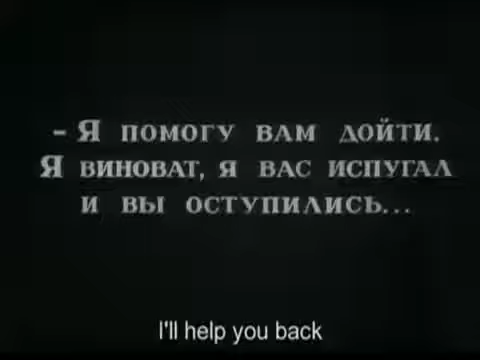 – Я ПОМОГУ ВАМ ДОЙТИ.
Я ВИНОВАТ, Я ВАС ИСПУГАЛ
И ВЫ ОСТУПИЛИСЬ...
I'll help you back